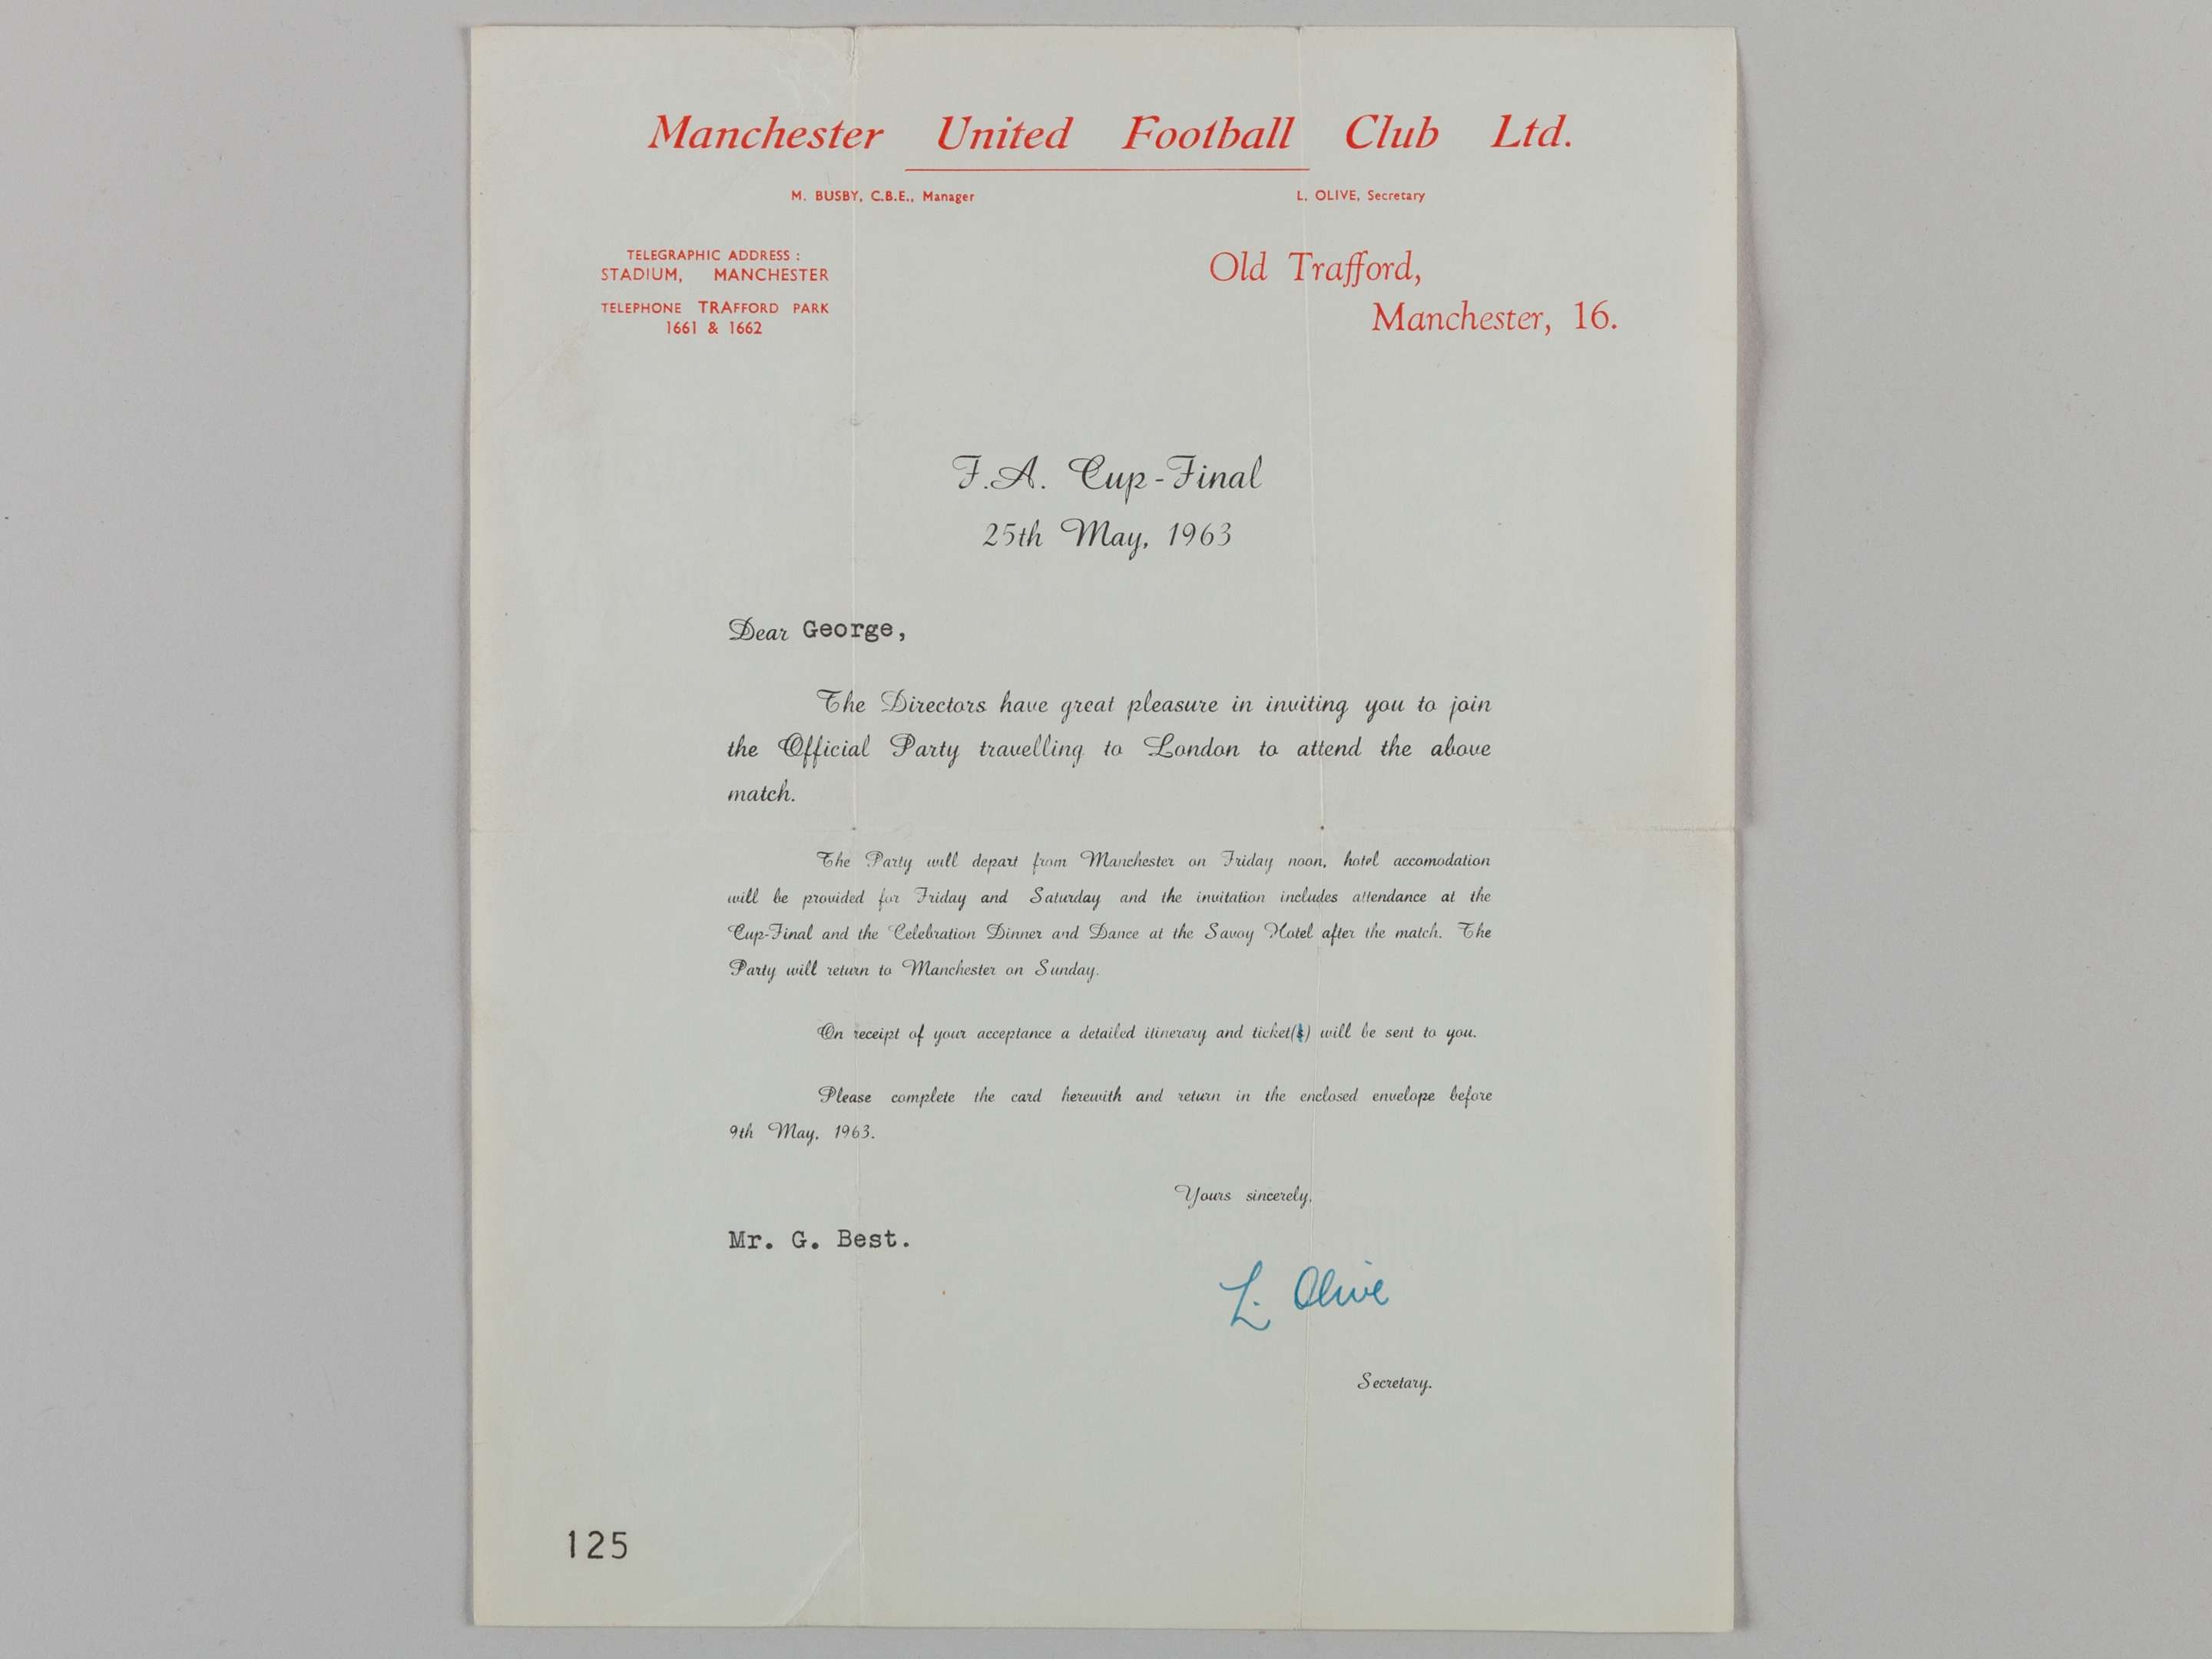 Manchester United Football Club Ltd.
M. BUSBY, C.B.E., Manager L. OLIVE, Secretary
TELEGRAPHIC ADDRESS :
STADIUM, MANCHESTER
TELEPHONE TRAFFORD PARK
1661 & 1662
Old Trafford,
Manchester, 16.
F.A. Cup-Final
25th May, 1963
Dear George,
The Directors have great pleasure in inviting you to join
the Official Party travelling to London to attend the above
match.
The Party will depart from Manchester on Friday noon, hotel accomodation
will be provided for Friday and Saturday and the invitation includes attendance at the
Cup-Final and the Celebration Dinner and Dance at the Savoy Hotel after the match. The
Party will return to Manchester on Sunday.
On receipt of your acceptance a detailed itinerary and ticket(s) will be sent to you.
Please complete the card herewith and return in the enclosed envelope before
9th May, 1963.
Yours sincerely,
Mr. G. Best.
L. Olive
Secretary.
125